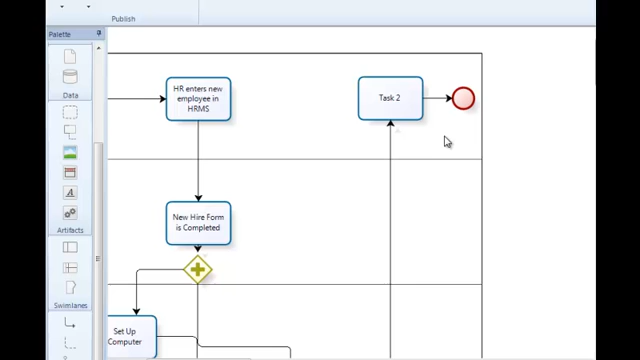 Publish
Palette
Data
Artifacts
Swimlanes
HR enters new
employee in
HRMS
Task 2
New Hire Form
is Completed
Set Up
Computer